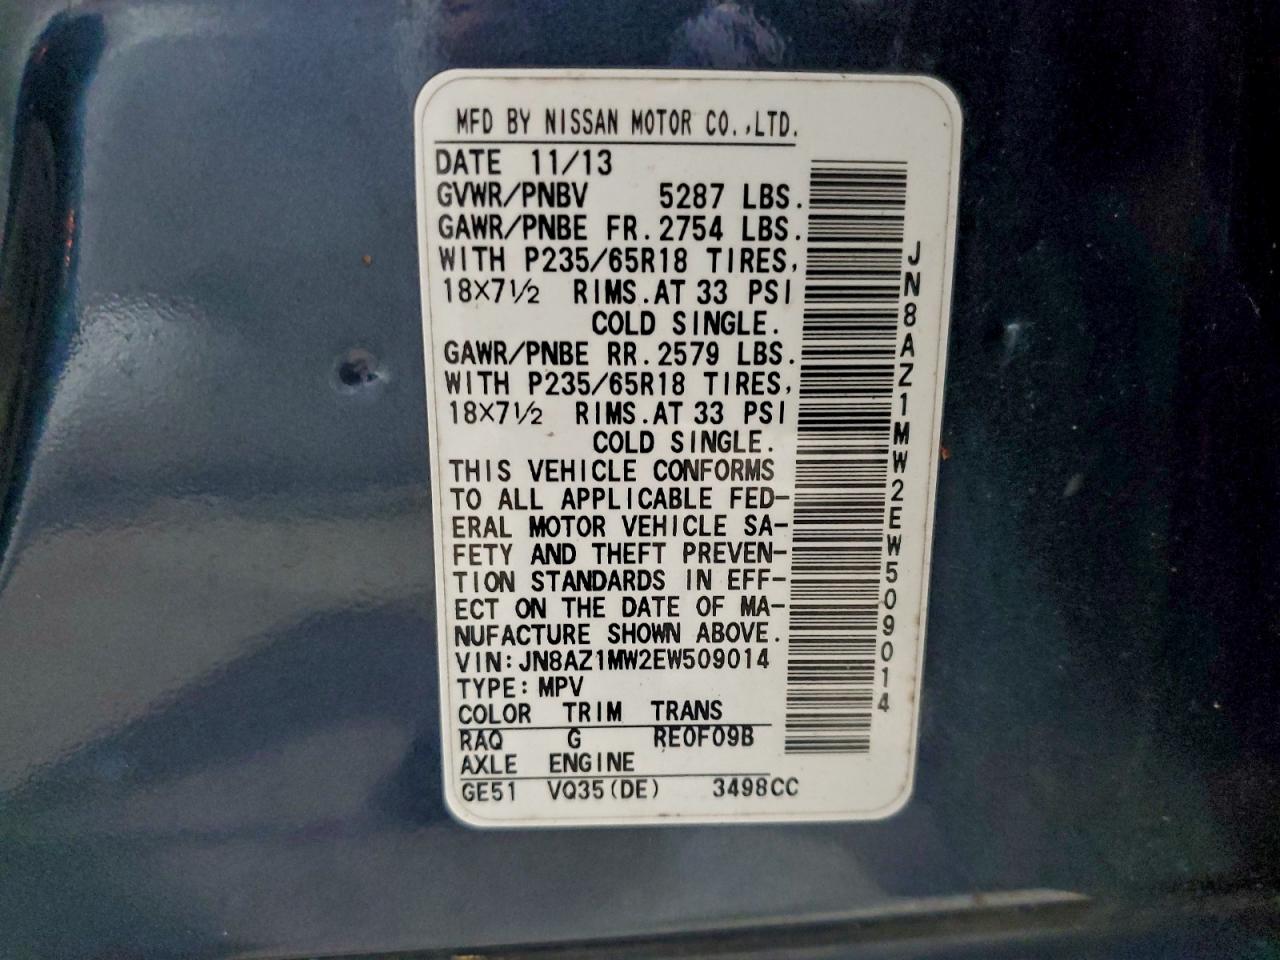 MFD BY NISSAN MOTOR CO.,LTD.
DATE 11/13
GVWR/PNBV 5287 LBS.
GAWR/PNBE FR. 2754 LBS.
WITH P235/65R18 TIRES,
18X7 1/2 RIMS. AT 33 PSI
COLD SINGLE.
GAWR/PNBE RR. 2579 LBS.
WITH P235/65R18 TIRES,
18X7 1/2 RIMS. AT 33 PSI
COLD SINGLE.
THIS VEHICLE CONFORMS
TO ALL APPLICABLE FED-
ERAL MOTOR VEHICLE SA-
FETY AND THEFT PREVEN-
TION STANDARDS IN EFF-
ECT ON THE DATE OF MA-
NUFACTURE SHOWN ABOVE.
VIN: JN8AZ1MW2EW509014
TYPE: MPV
COLOR TRIM TRANS
RAQ G RE0F09B
AXLE ENGINE
GE51 VQ35(DE) 3498CC
JN8AZ1MW2EW509014